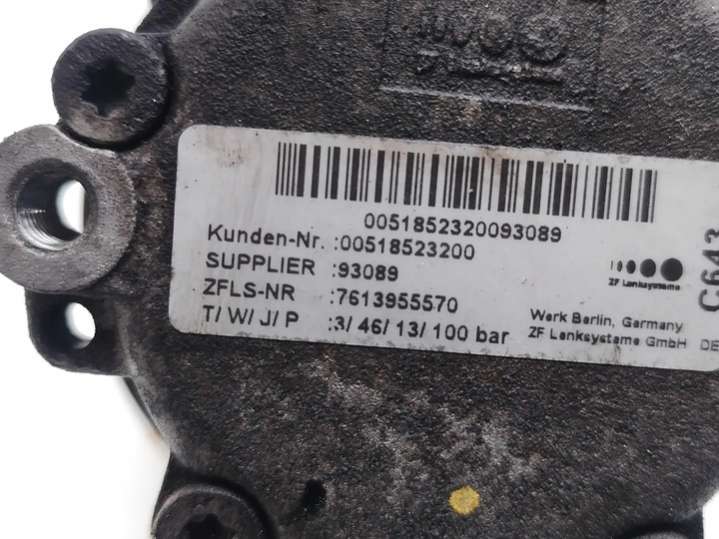 0051852320093089
Kunden-Nr. :00518523200
SUPPLIER :93089
ZFLS-NR :7613955570
T/ W/ J/ P :3/ 46/ 13/ 100 bar
ZF Lenksysteme
Werk Berlin, Germany
ZF Lenksysteme GmbH DE
C643